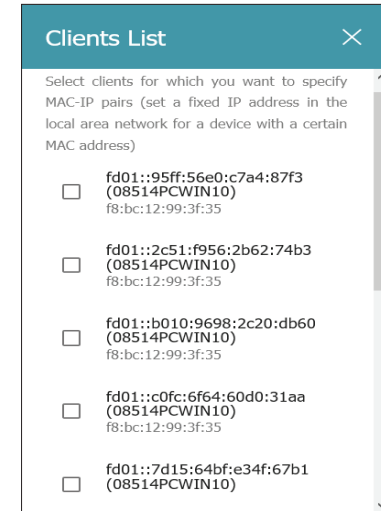 Clients List
Select clients for which you want to specify
MAC-IP pairs (set a fixed IP address in the
local area network for a device with a certain
MAC address)
fd01::95ff:56e0:c7a4:87f3
(08514PCWIN10)
f8:bc:12:99:3f:35
fd01::2c51:f956:2b62:74b3
(08514PCWIN10)
f8:bc:12:99:3f:35
fd01::b010:9698:2c20:db60
(08514PCWIN10)
f8:bc:12:99:3f:35
fd01::c0fc:6f64:60d0:31aa
(08514PCWIN10)
f8:bc:12:99:3f:35
fd01::7d15:64bf:e34f:67b1
(08514PCWIN10)